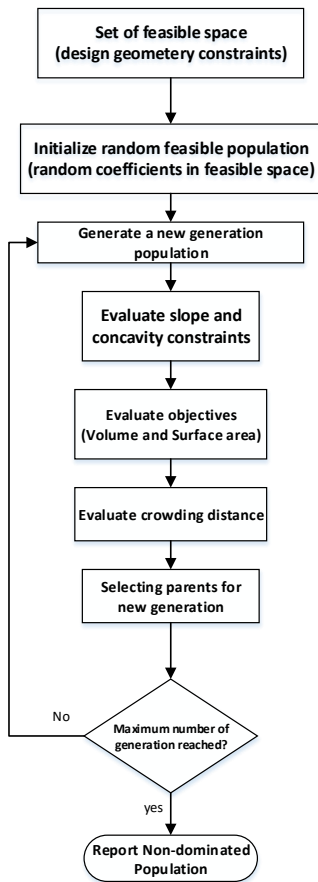 Set of feasible space
(design geometery constraints)
Initialize random feasible population
(random coefficients in feasible space)
Generate a new generation
population
Evaluate slope and
concavity constraints
Evaluate objectives
(Volume and Surface area)
Evaluate crowding distance
Selecting parents for
new generation
No
Maximum number of
generation reached?
yes
Report Non-dominated
Population